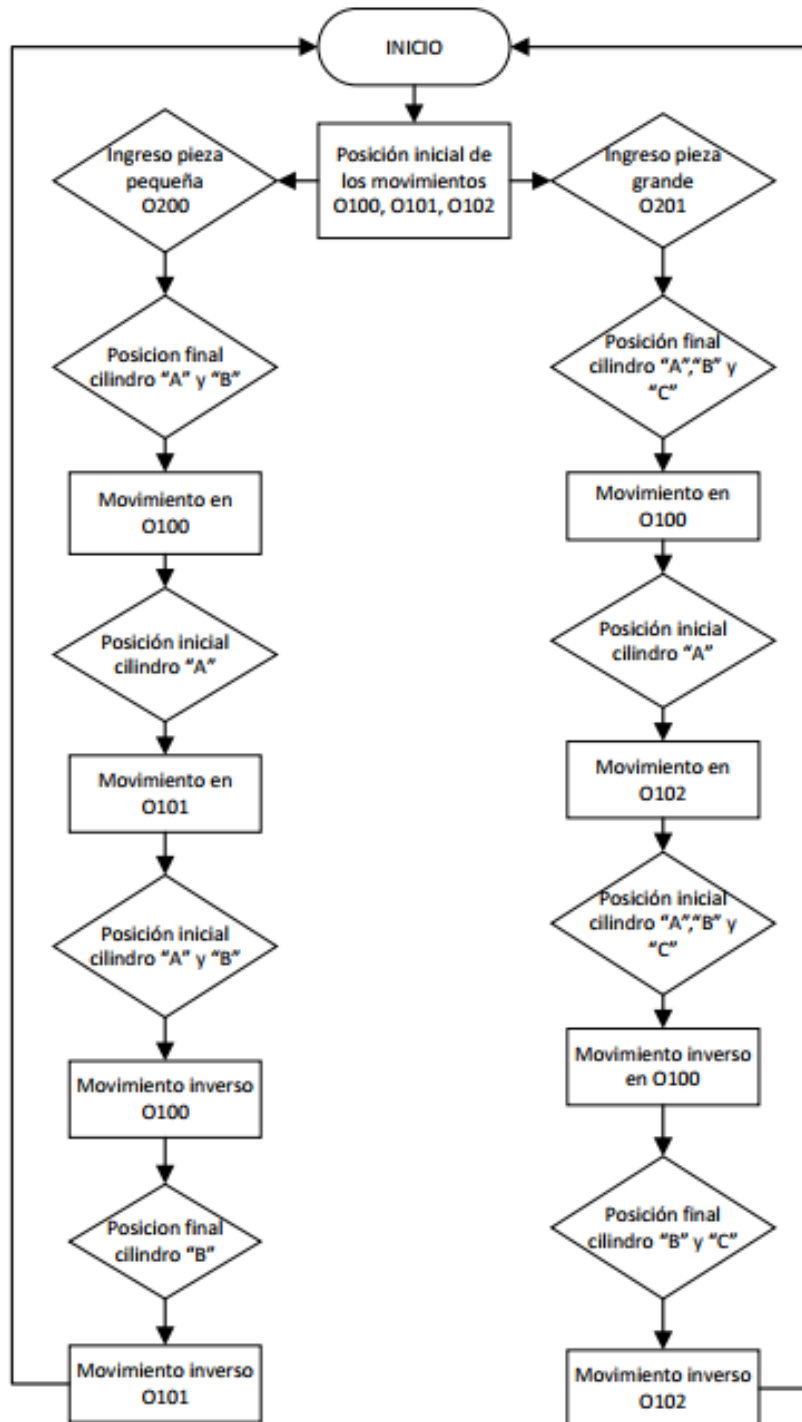 INICIO
Ingreso pieza
pequeña
O200
Posición inicial de
los movimientos
O100, O101, O102
Ingreso pieza
grande
O201
Posicion final
cilindro “A” y “B”
Posición final
cilindro “A”,“B” y
“C”
Movimiento en
O100
Movimiento en
O100
Posición inicial
cilindro “A”
Posición inicial
cilindro “A”
Movimiento en
O101
Movimiento en
O102
Posición inicial
cilindro “A” y “B”
Posición inicial
cilindro “A”,“B” y
“C”
Movimiento inverso
O100
Movimiento inverso
en O100
Posicion final
cilindro “B”
Posición final
cilindro “B” y “C”
Movimiento inverso
O101
Movimiento inverso
O102